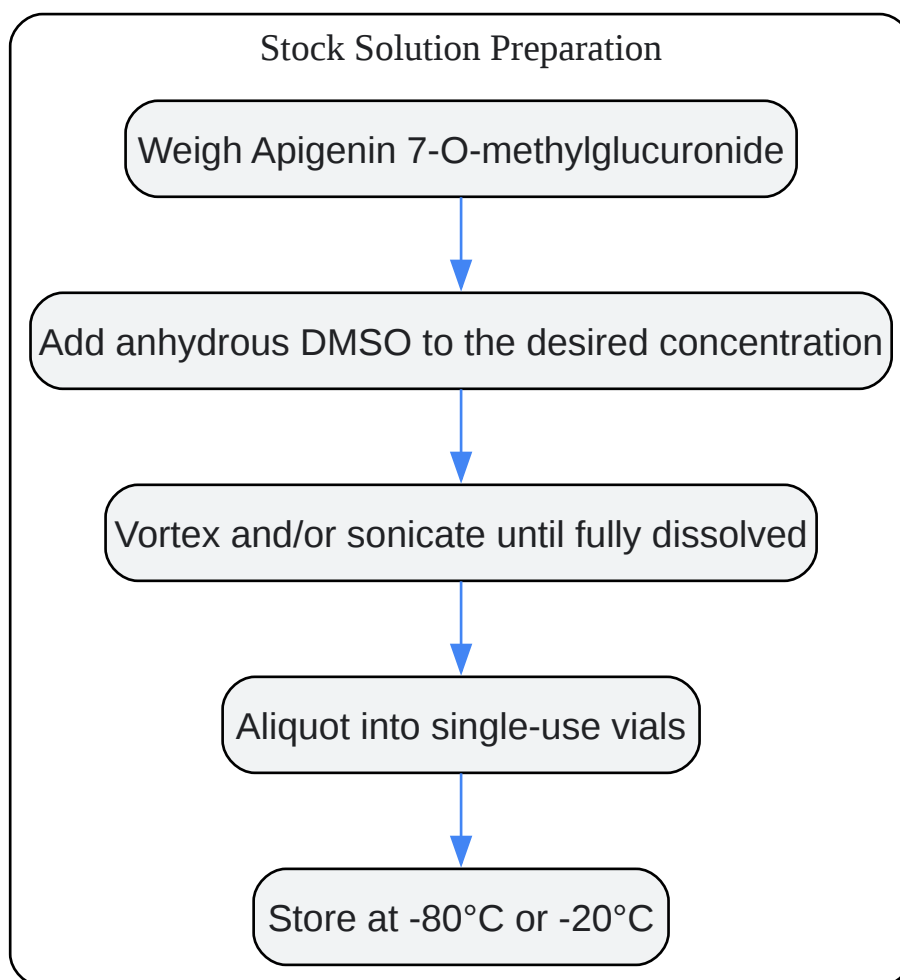 Stock Solution Preparation
Weigh Apigenin 7-O-methylglucuronide
Add anhydrous DMSO to the desired concentration
Vortex and/or sonicate until fully dissolved
Aliquot into single-use vials
Store at -80°C or -20°C